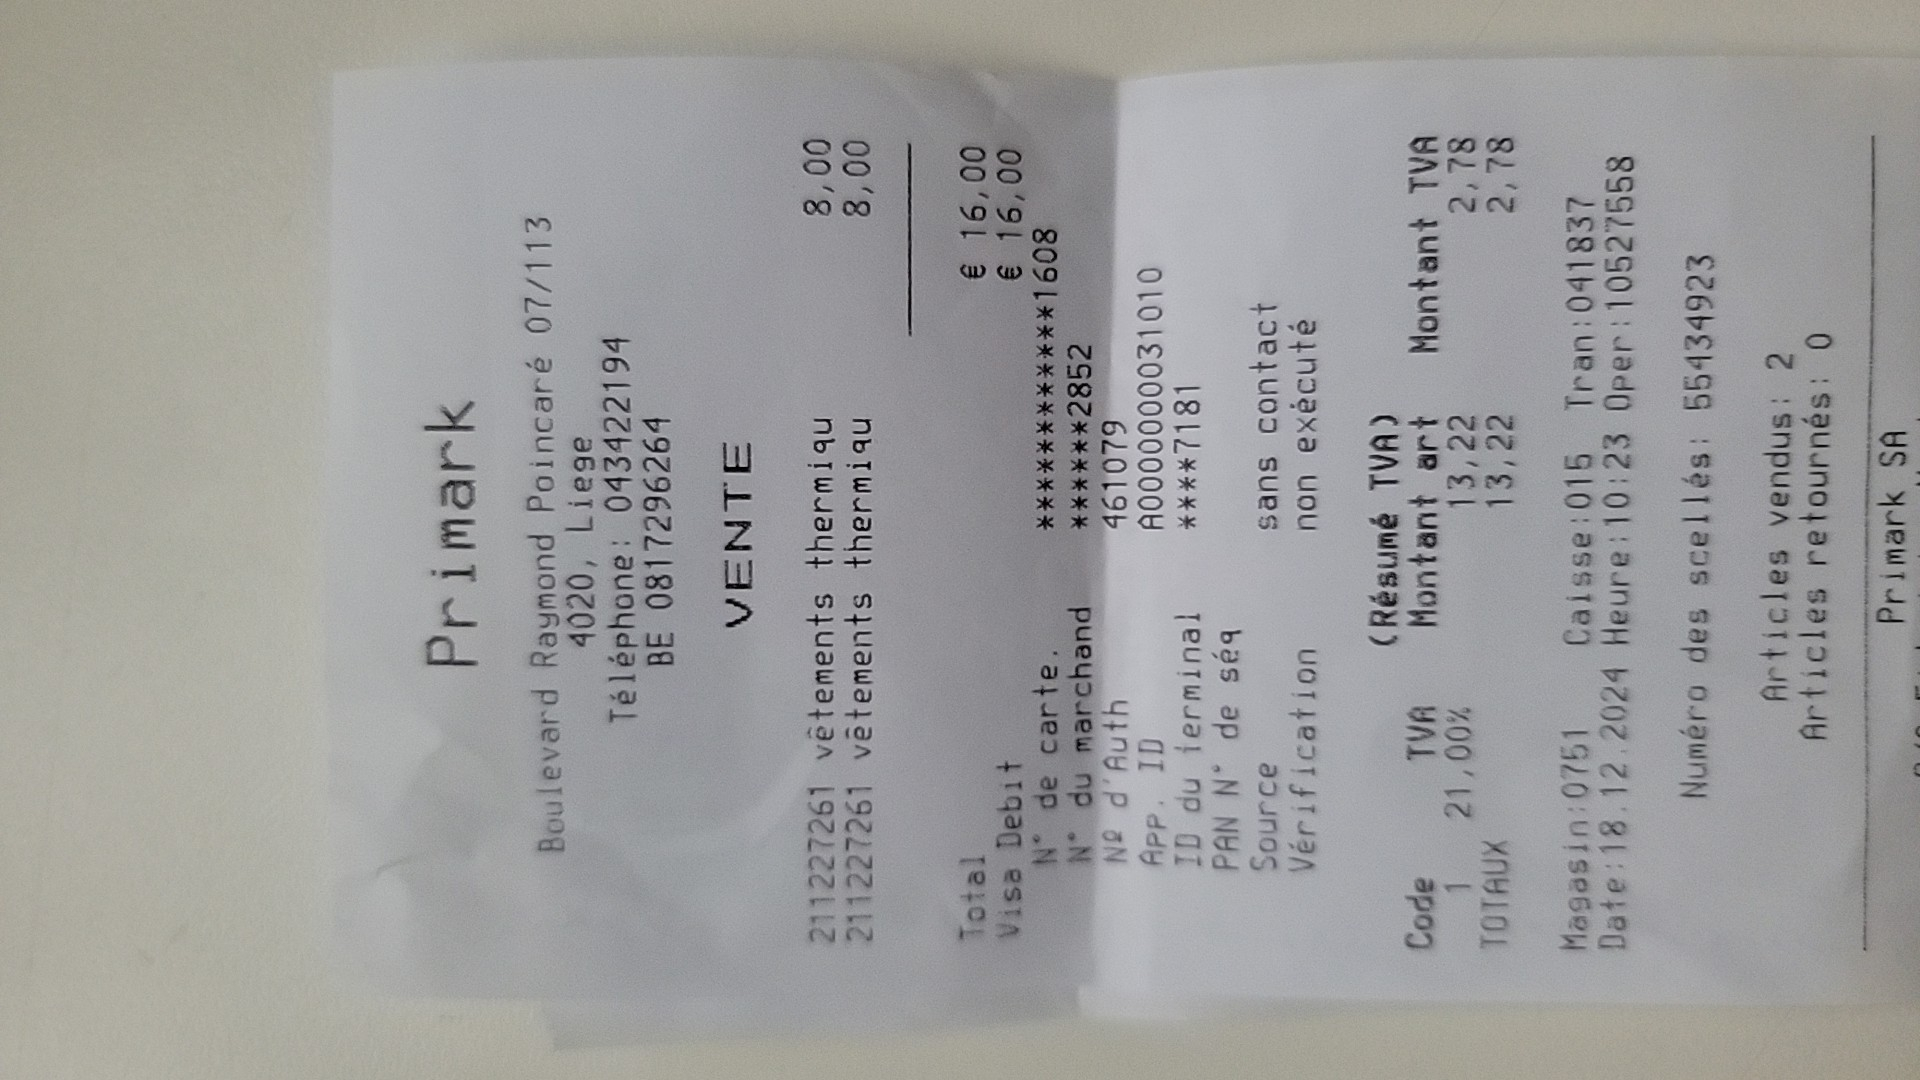 Primark
Boulevard Raymond Poincaré 07/113
4020, Liege
Téléphone: 043422194
BE 0817296264
VENTE
211227261 vêtements thermiqu 8,00
211227261 vêtements thermiqu 8,00
Total € 16,00
Visa Debit € 16,00
N° de carte. ************1608
N° du marchand ******2852
Nº d'Auth 461079
App. ID A0000000031010
ID du terminal ****7181
PAN N° de séq
Source sans contact
Vérification non exécuté
(Résumé TVA)
Code TVA Montant art Montant TVA
1 21,00% 13,22 2,78
TOTAUX 13,22 2,78
Magasin:0751 Caisse:015 Tran:041837
Date:18.12.2024 Heure:10:23 Oper:10527558
Numéro des scellés: 55434923
Articles vendus: 2
Articles retournés: 0
Primark SA